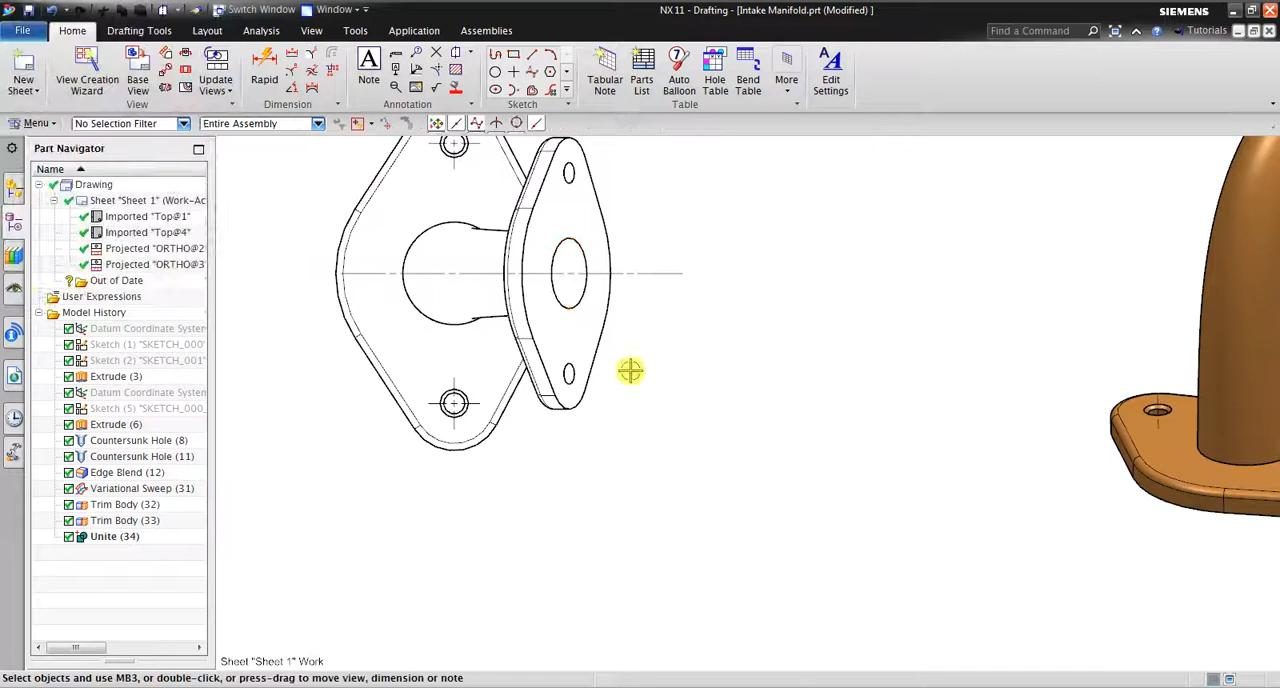 Switch Window Window
NX 11 - Drafting - [Intake Manifold.prt (Modified) ]
SIEMENS
File Home Drafting Tools Layout Analysis View Tools Application Assemblies
Find a Command
Tutorials
New Sheet
View Creation Wizard
Base View
Update Views
Rapid
Note
Tabular Note
Parts List
Auto Balloon
Hole Table
Bend Table
More
Edit Settings
View Dimension Annotation Sketch Table
Menu No Selection Filter Entire Assembly
Part Navigator
Name
Drawing
Sheet "Sheet 1" (Work-Ac
Imported "Top@1"
Imported "Top@4"
Projected "ORTHO@2
Projected "ORTHO@3
Out of Date
User Expressions
Model History
Datum Coordinate System
Sketch (1) "SKETCH_000"
Sketch (2) "SKETCH_001"
Extrude (3)
Datum Coordinate System
Sketch (5) "SKETCH_000_
Extrude (6)
Countersunk Hole (8)
Countersunk Hole (11)
Edge Blend (12)
Variational Sweep (31)
Trim Body (32)
Trim Body (33)
Unite (34)
Sheet "Sheet 1" Work
Select objects and use MB3, or double-click, or press-drag to move view, dimension or note